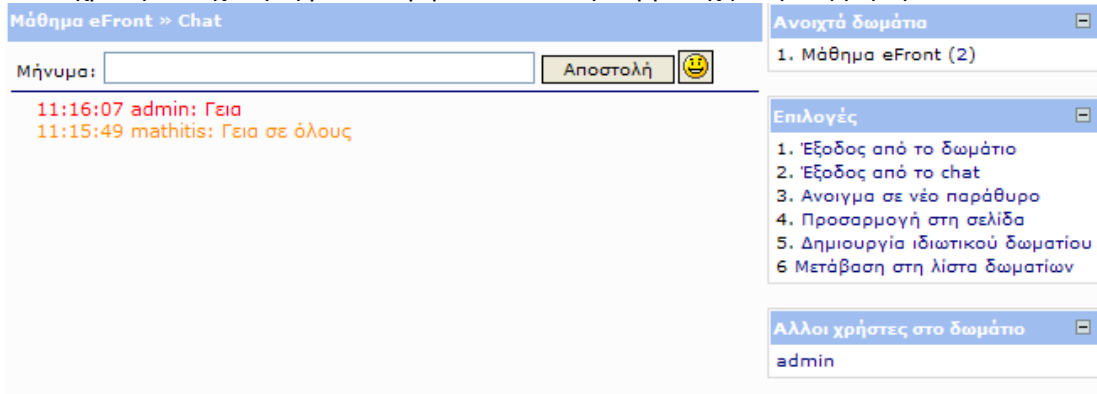 Μάθημα eFront » Chat
Μήνυμα:
Αποστολή
11:16:07 admin: Γεια
11:15:49 mathitis: Γεια σε όλους
Ανοιχτά δωμάτια
1. Μάθημα eFront (2)
Επιλογές
1. Έξοδος από το δωμάτιο
2. Έξοδος από το chat
3. Ανοιγμα σε νέο παράθυρο
4. Προσαρμογή στη σελίδα
5. Δημιουργία ιδιωτικού δωματίου
6 Μετάβαση στη λίστα δωματίων
Αλλοι χρήστες στο δωμάτιο
admin